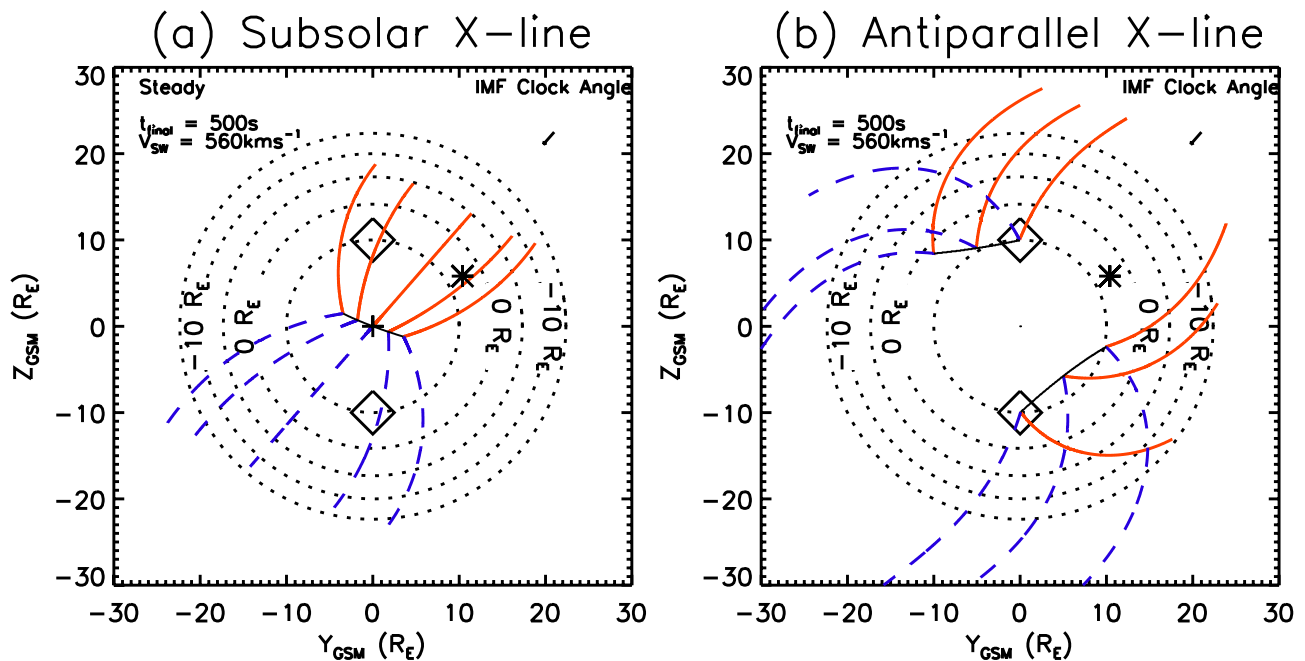 (a) Subsolar X-line
(b) Antiparallel X-line
Steady
IMF Clock Angle
t_final = 500s
V_SW = 560kms⁻¹
30
20
10
0
-10
-20
-30
Z_GSM (R_E)
-10 R_E
0 R_E
0 R_E
-10 R_E
-30 -20 -10 0 10 20 30
Y_GSM (R_E)
IMF Clock Angle
t_final = 500s
V_SW = 560kms⁻¹
30
20
10
0
-10
-20
-30
Z_GSM (R_E)
-10 R_E
0 R_E
0 R_E
-10 R_E
-30 -20 -10 0 10 20 30
Y_GSM (R_E)